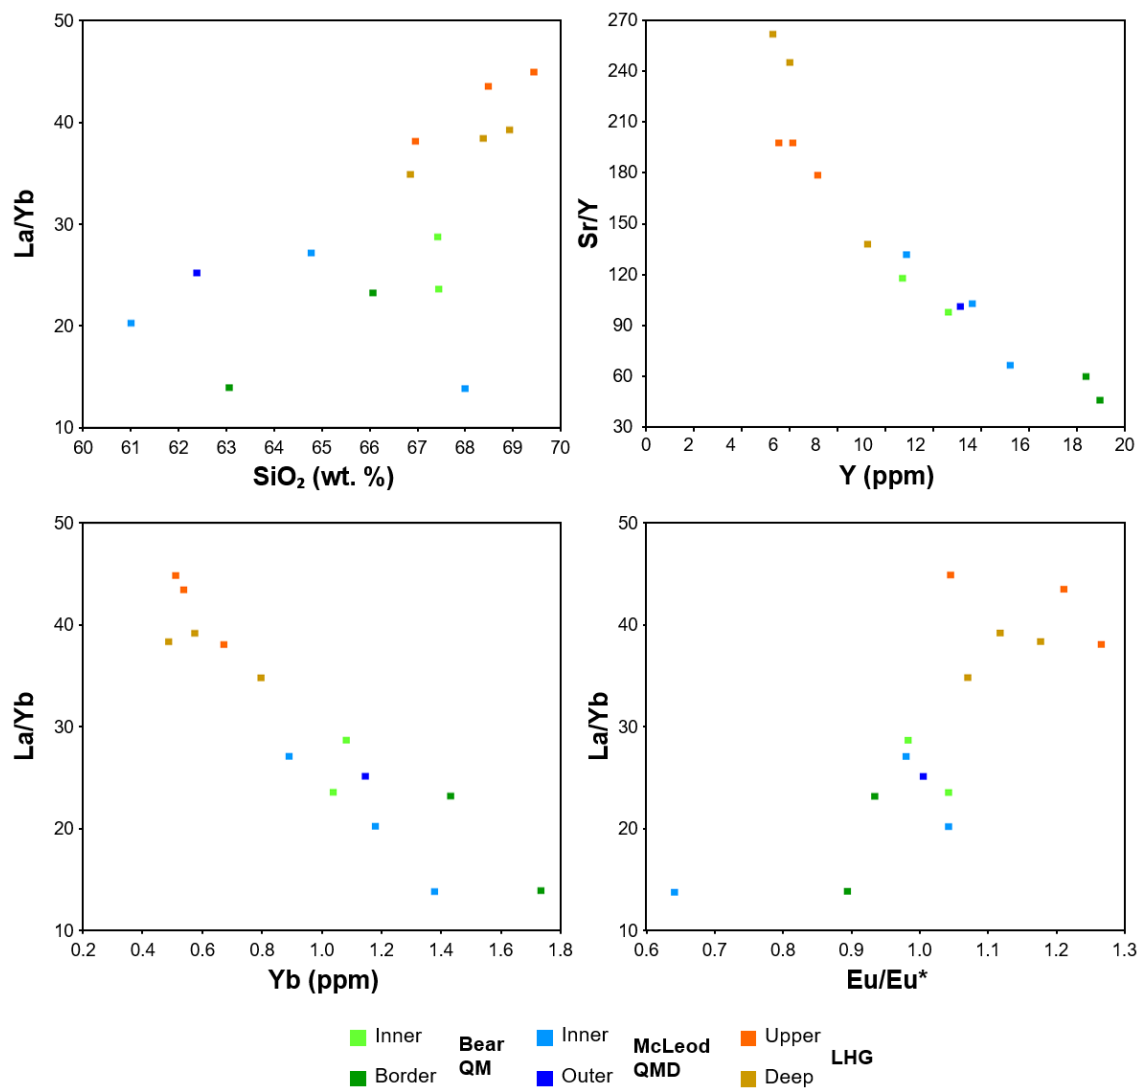 50
40
30
20
10
La/Yb
60 61 62 63 64 65 66 67 68 69 70
SiO₂ (wt. %)
270
240
210
180
150
120
90
60
30
Sr/Y
0 2 4 6 8 10 12 14 16 18 20
Y (ppm)
50
40
30
20
10
La/Yb
0.2 0.4 0.6 0.8 1.0 1.2 1.4 1.6 1.8
Yb (ppm)
50
40
30
20
10
La/Yb
0.6 0.7 0.8 0.9 1.0 1.1 1.2 1.3
Eu/Eu*
Inner
Border
Bear
QM
Inner
Outer
McLeod
QMD
Upper
Deep
LHG